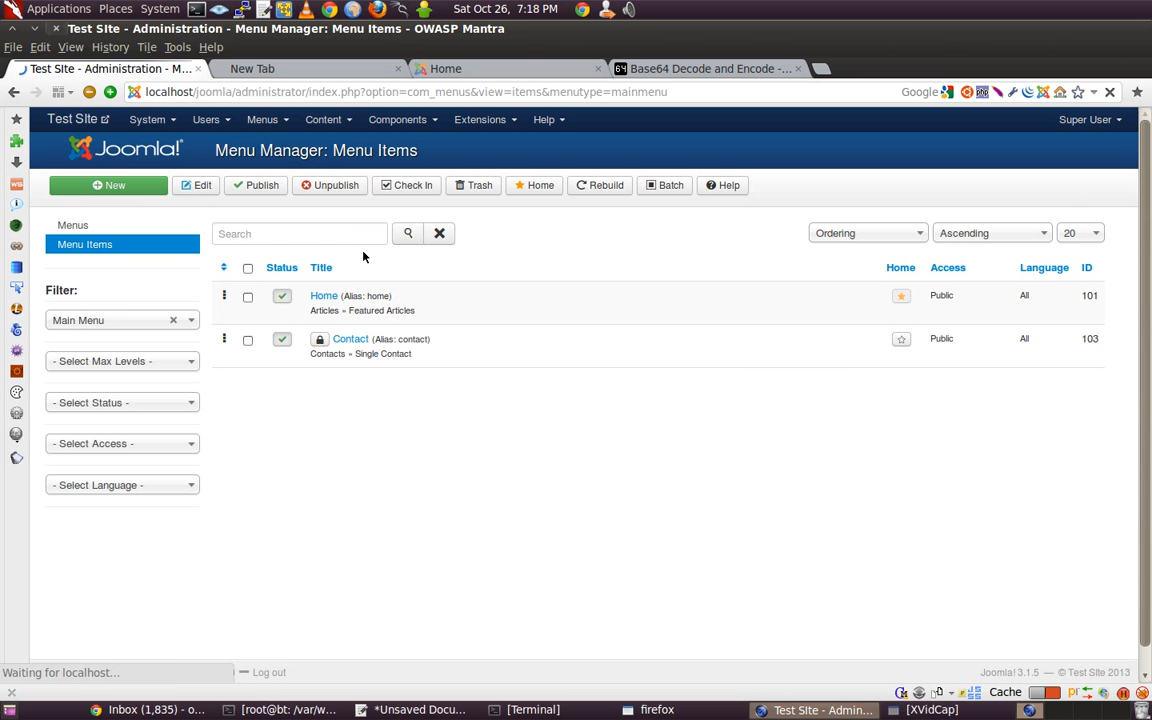 Applications Places System Sat Oct 26, 7:18 PM
Test SIte - Administration - Menu Manager: Menu Items - OWASP Mantra
File Edit View History Tile Tools Help
Test SIte - Administration - M... New Tab Home Base64 Decode and Encode -...
localhost/joomla/administrator/index.php?option=com_menus&view=items&menutype=mainmenu Google
Test SIte System Users Menus Content Components Extensions Help Super User
Joomla! Menu Manager: Menu Items
New Edit Publish Unpublish Check In Trash Home Rebuild Batch Help
Menus
Menu Items
Search Ordering Ascending 20
Status Title Home Access Language ID
Filter:
Home (Alias: home) Public All 101
Articles » Featured Articles
Main Menu
Contact (Alias: contact) Public All 103
Contacts » Single Contact
- Select Max Levels -
- Select Status -
- Select Access -
- Select Language -
Waiting for localhost... Log out Joomla! 3.1.5 — © Test SIte 2013
Cache
Inbox (1,835) - o... [root@bt: /var/w... *Unsaved Docu... [Terminal] firefox Test SIte - Admin... [XVidCap]